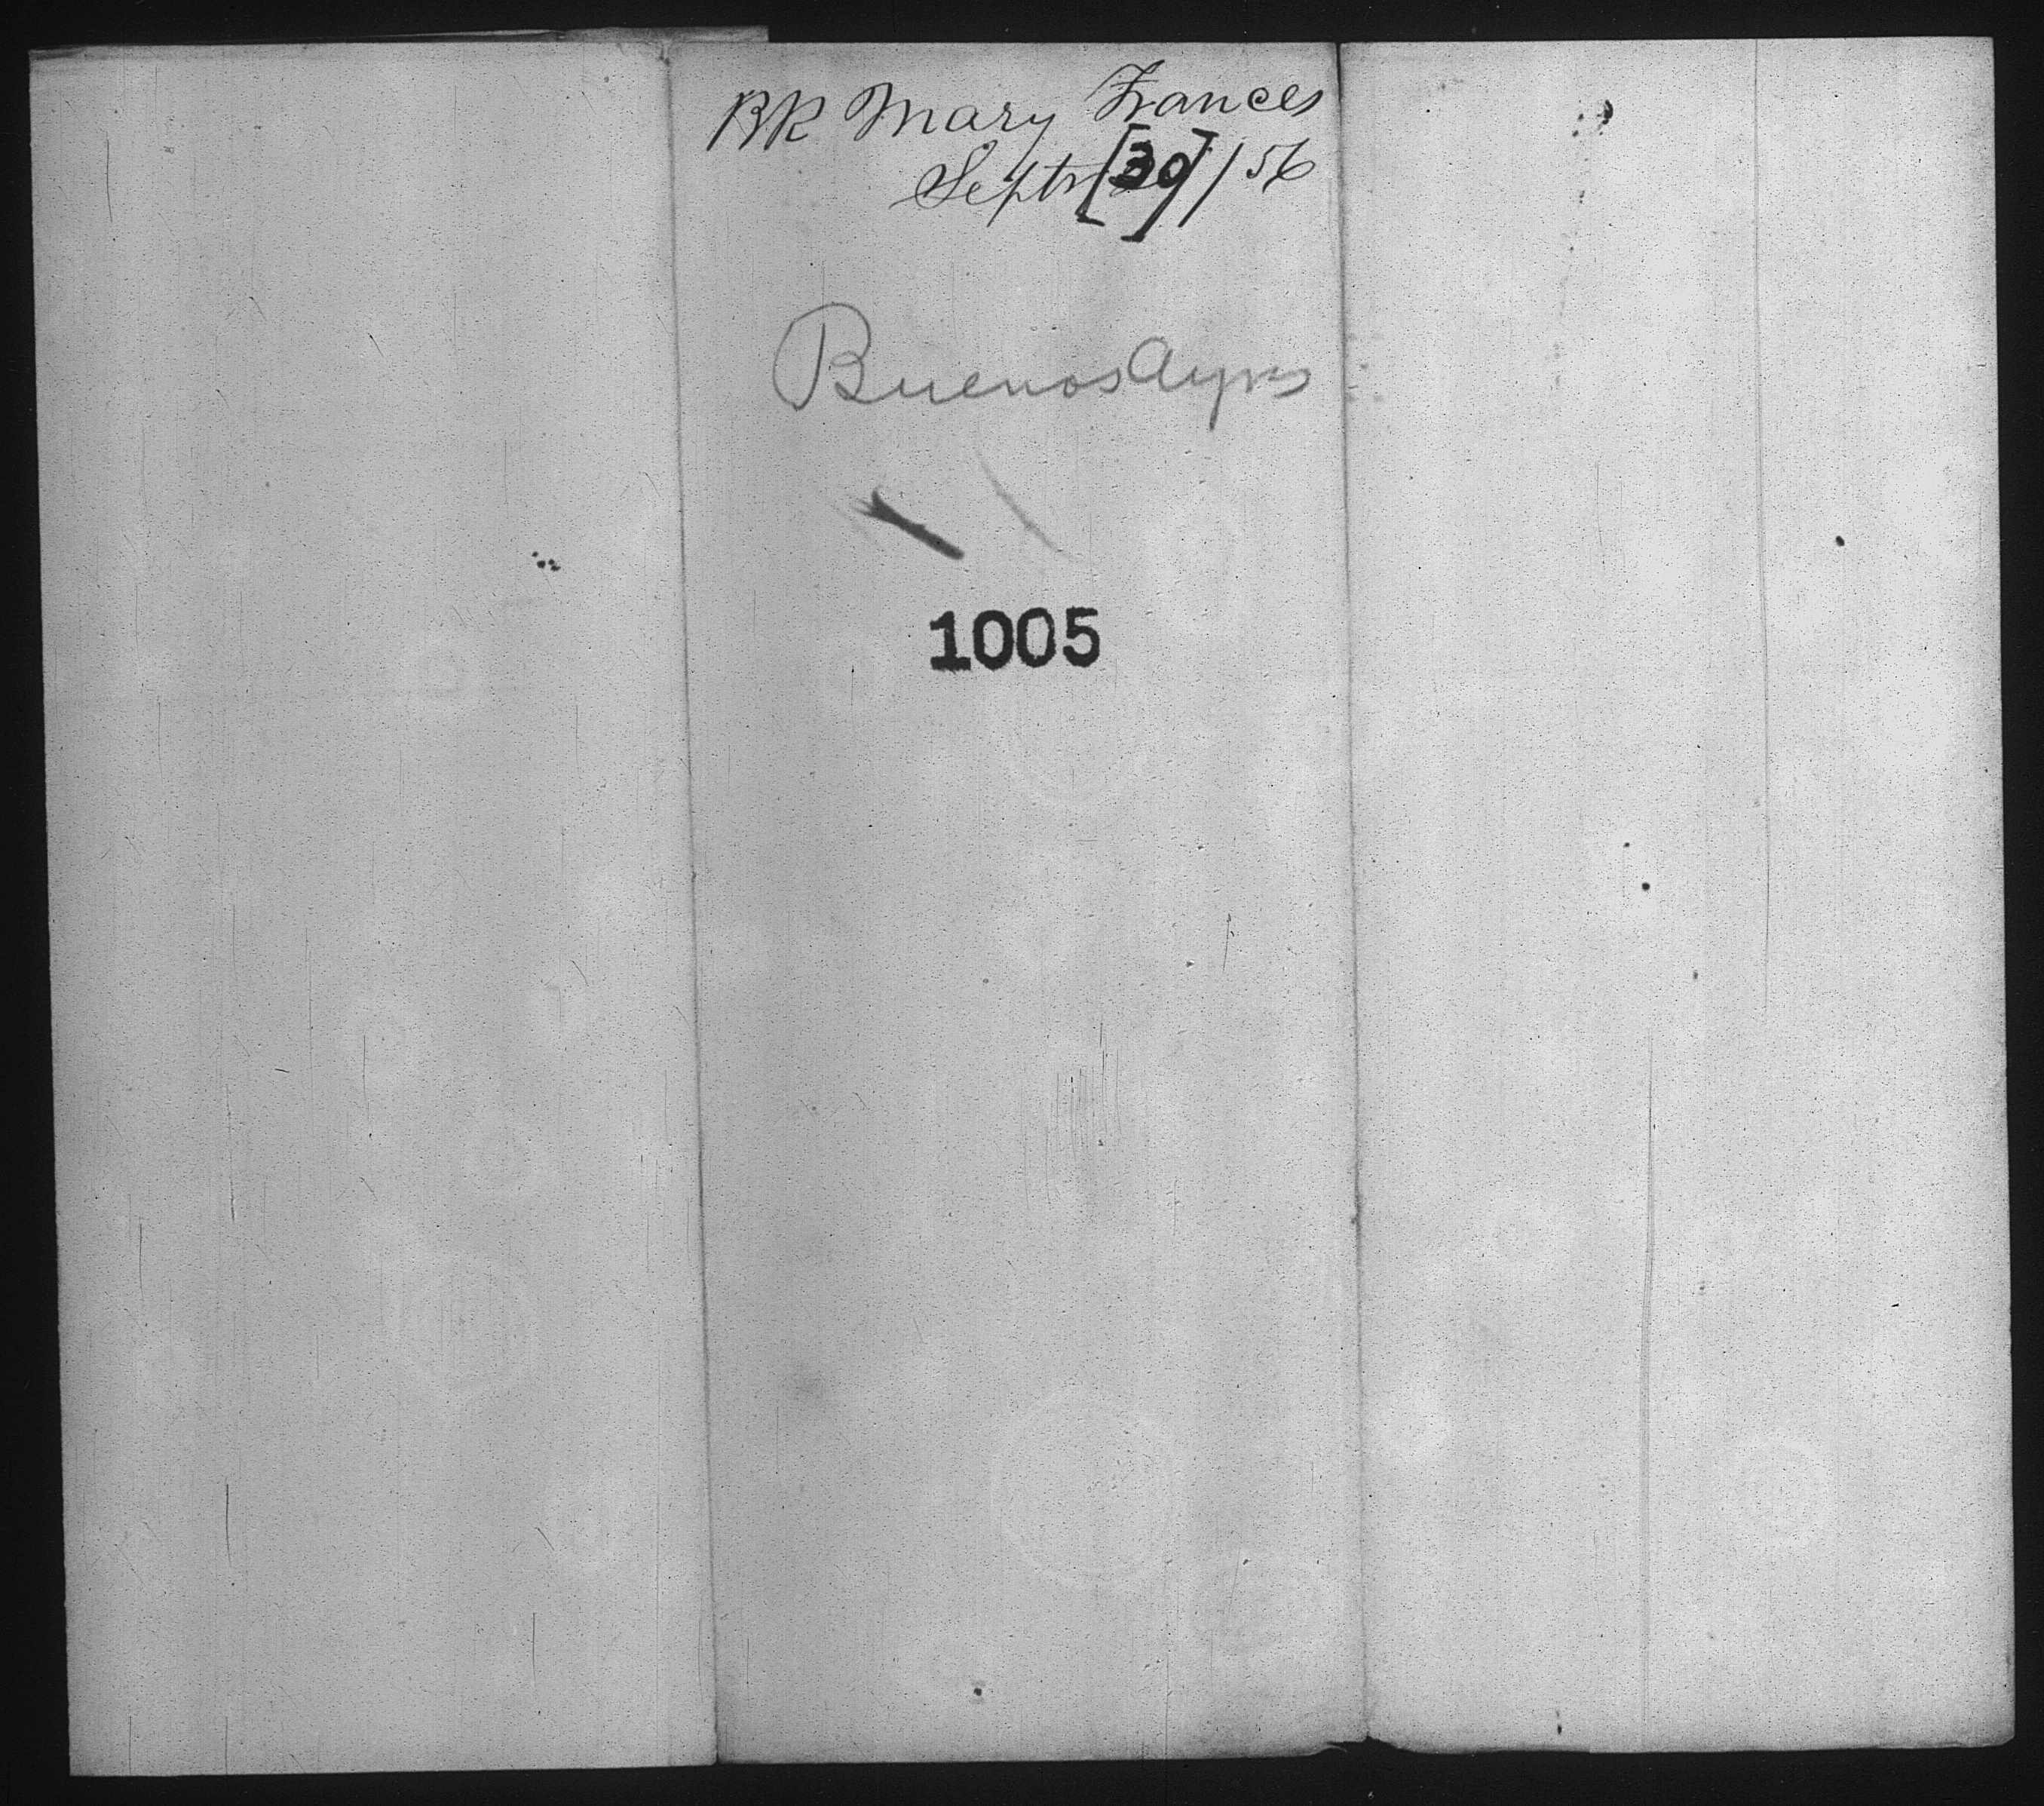 BK Mary Frances
Septr [30] / 56
Buenos Ayres
1005